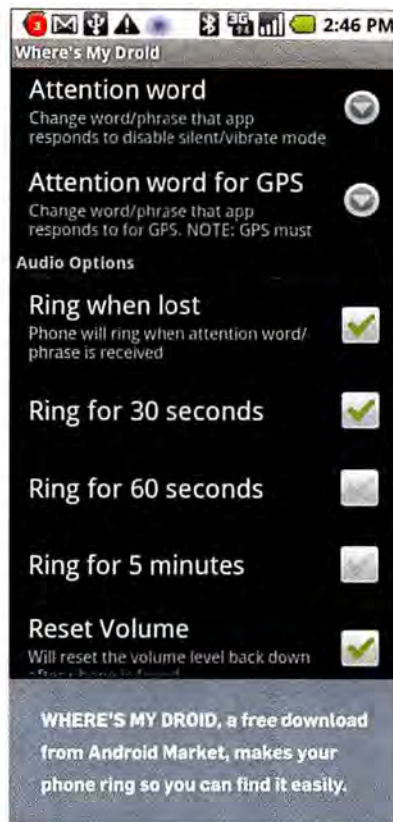 3 3G 2:46 PM
Where's My Droid
Attention word
Change word/phrase that app
responds to disable silent/vibrate mode
Attention word for GPS
Change word/phrase that app
responds to for GPS. NOTE: GPS must
Audio Options
Ring when lost
Phone will ring when attention word/
phrase is received
Ring for 30 seconds
Ring for 60 seconds
Ring for 5 minutes
Reset Volume
Will reset the volume level back down
WHERE'S MY DROID, a free download
from Android Market, makes your
phone ring so you can find it easily.